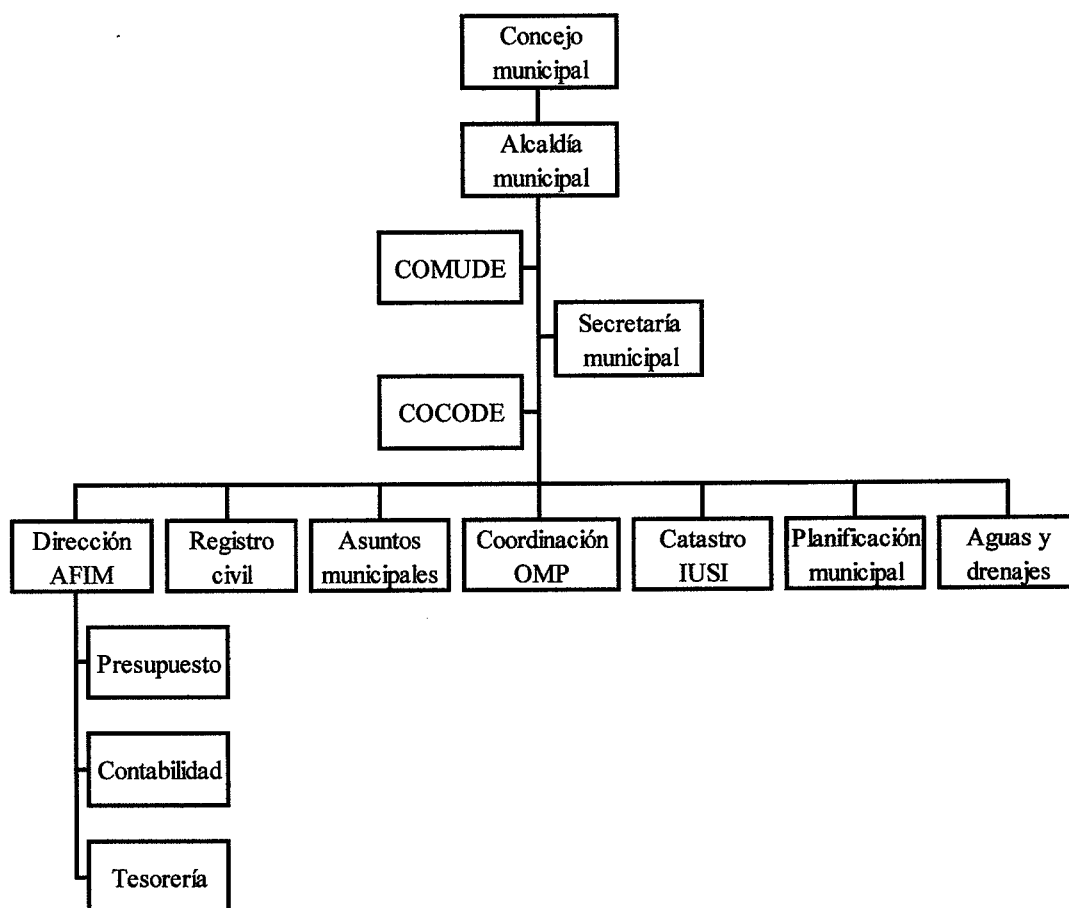 Concejo
municipal
Alcaldía
municipal
COMUDE
Secretaría
municipal
COCODE
Dirección
AFIM
Registro
civil
Asuntos
municipales
Coordinación
OMP
Catastro
IUSI
Planificación
municipal
Aguas y
drenajes
Presupuesto
Contabilidad
Tesorería